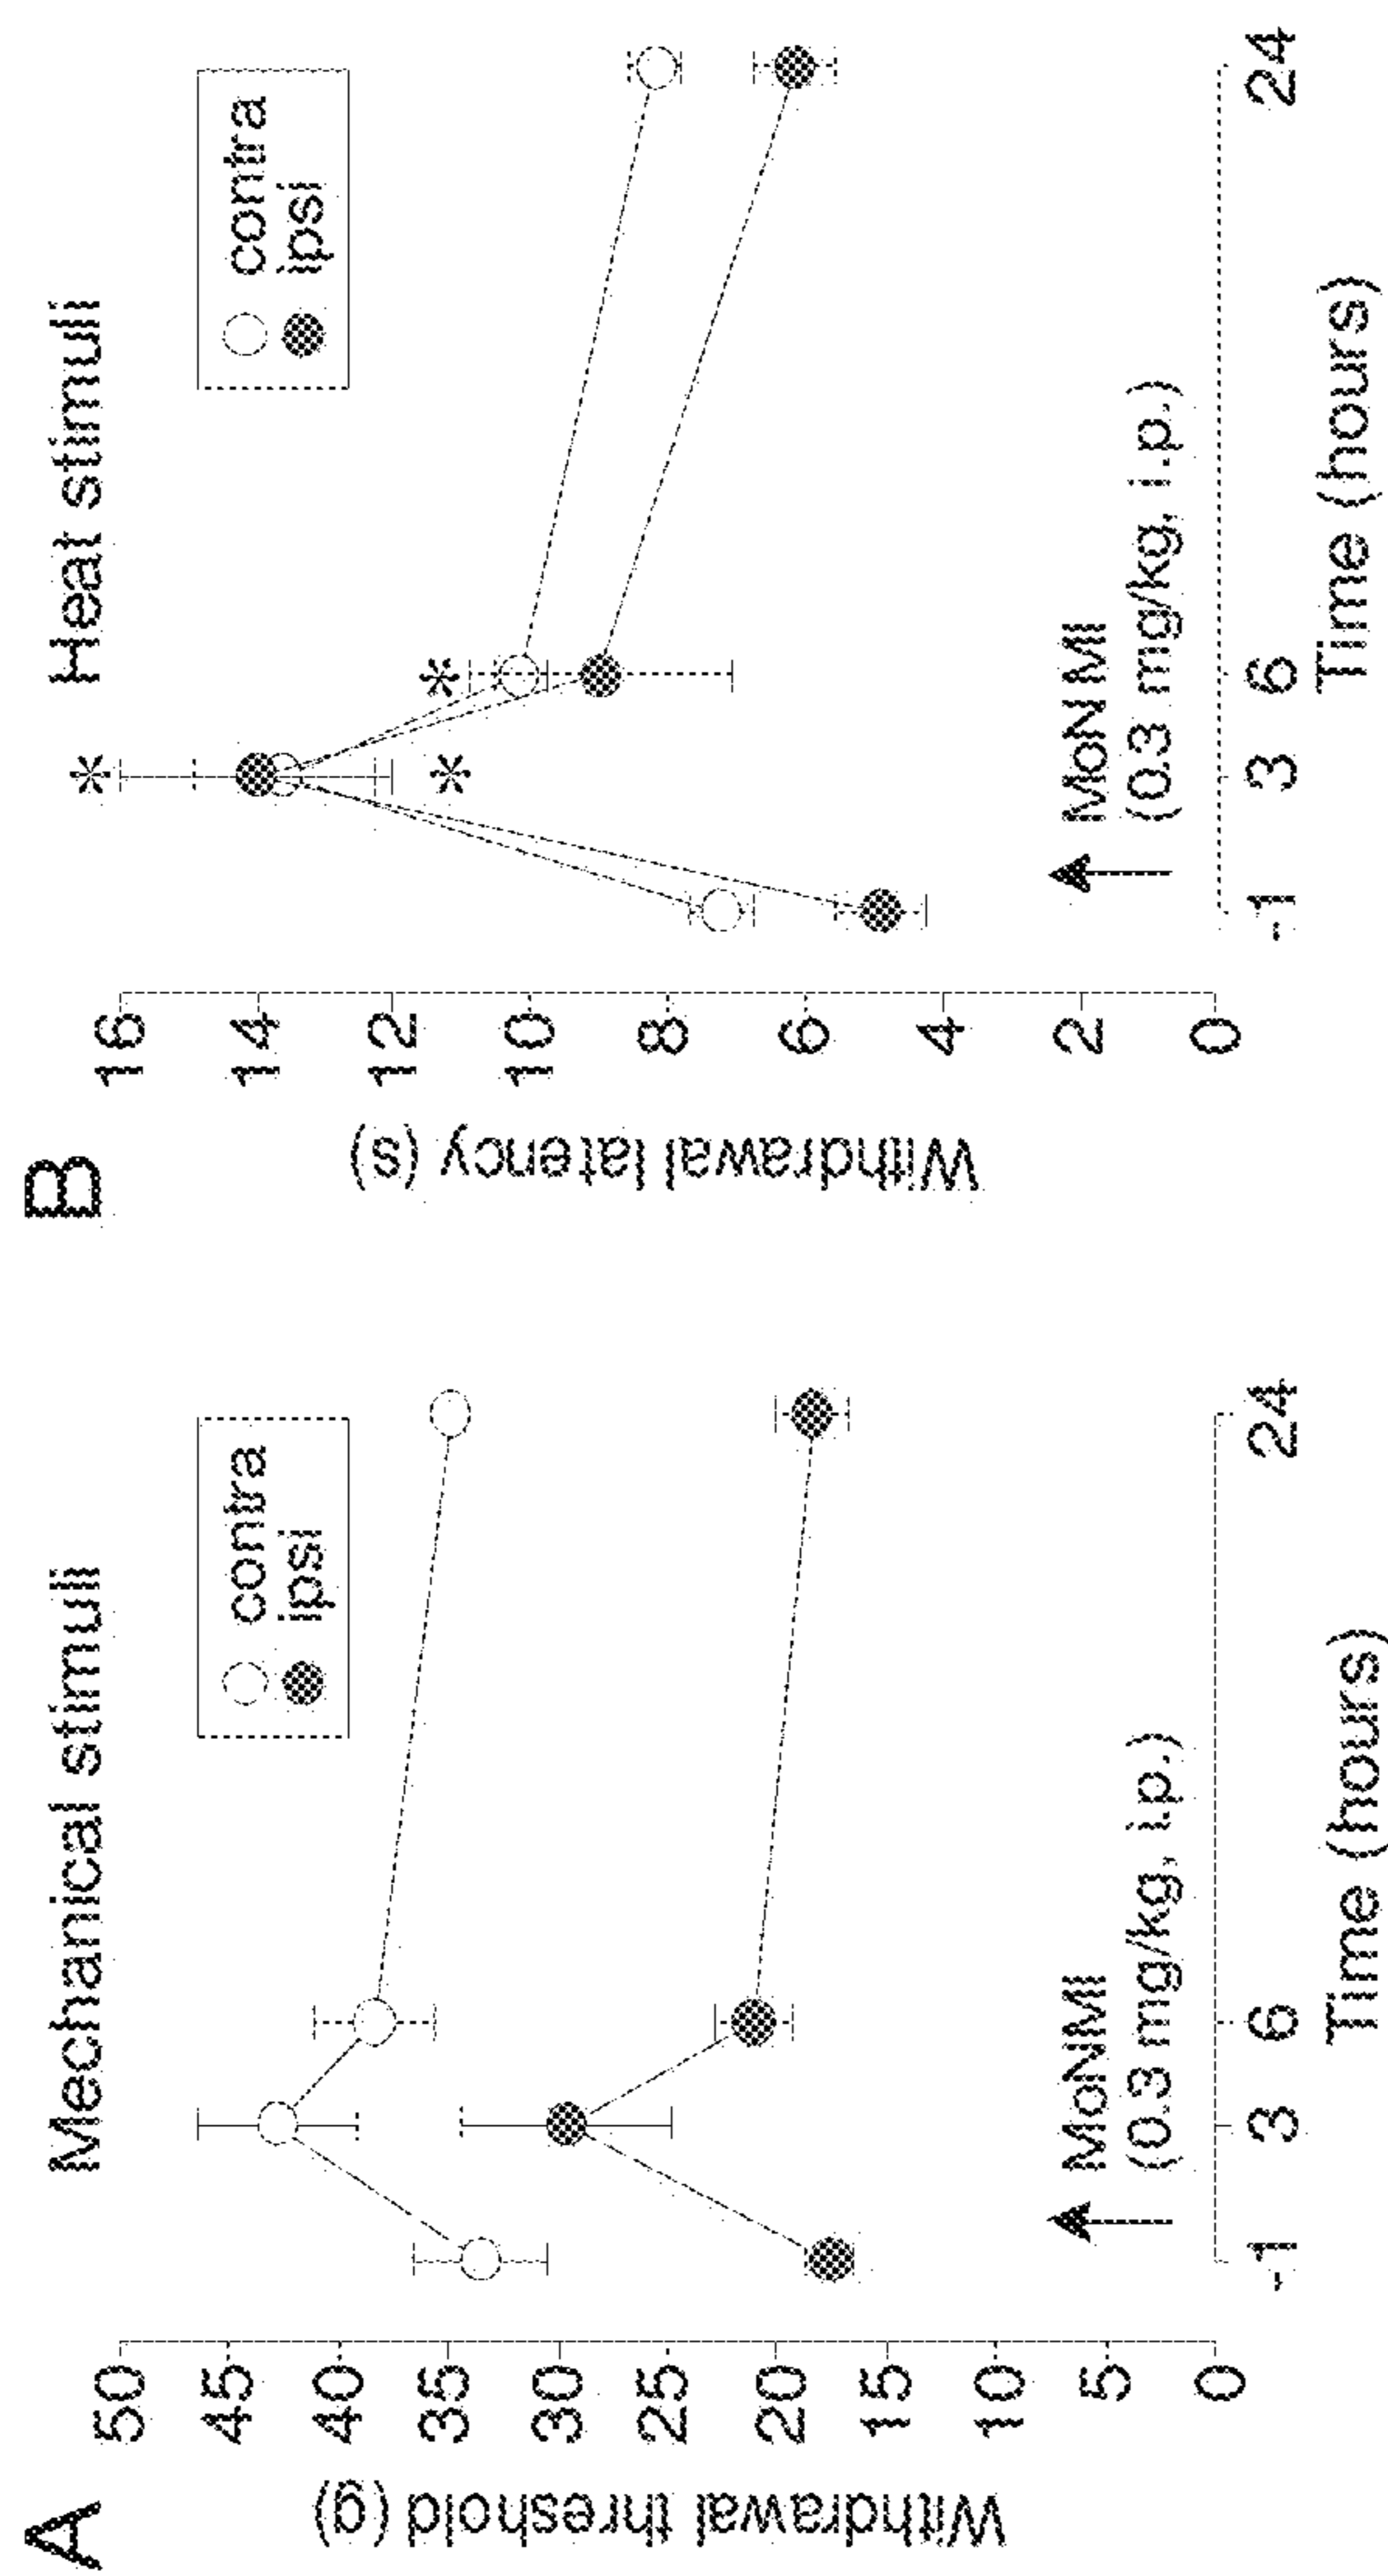 A
Mechanical stimuli
contra
ipsi
Withdrawal threshold (g)
50
45
40
35
30
25
20
15
10
5
0
MoNMI
(0.3 mg/kg, i.p.)
-1
3
6
24
Time (hours)
B
Heat stimuli
contra
ipsi
Withdrawal latency (s)
16
14
12
10
8
6
4
2
0
*
*
*
MoNMI
(0.3 mg/kg, i.p.)
-1
3
6
24
Time (hours)